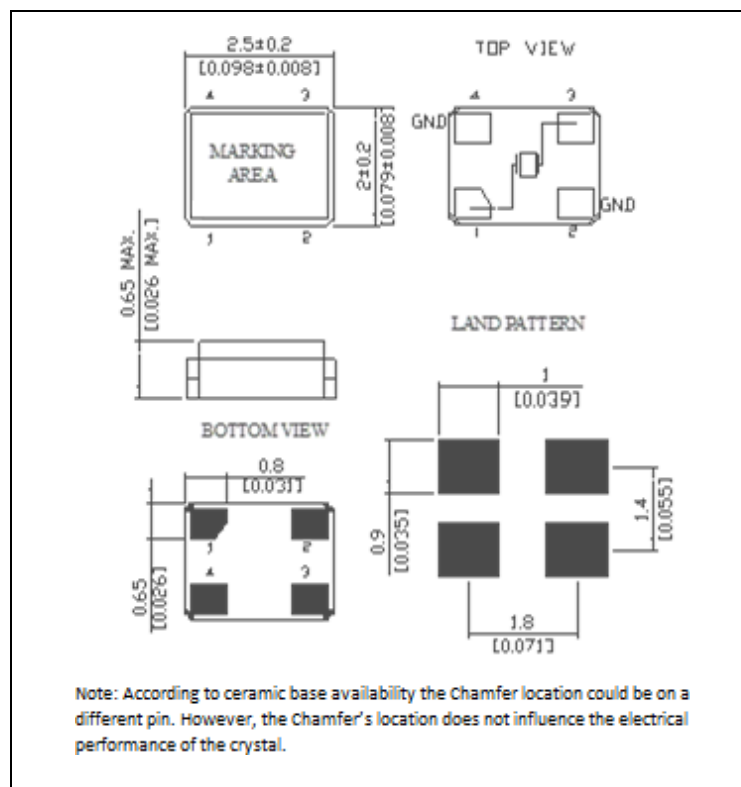 2.5±0.2
[0.098±0.008]
4 3
MARKING
AREA
1 2
2±0.2
[0.079±0.008]
TOP VIEW
4 3
GND
GND
1 2
0.65 MAX.
[0.026 MAX.]
LAND PATTERN
1
[0.039]
0.9
[0.035]
1.4
[0.055]
1.8
[0.071]
BOTTOM VIEW
0.8
[0.031]
1 2
4 3
0.65
[0.026]
Note: According to ceramic base availability the Chamfer location could be on a
different pin. However, the Chamfer's location does not influence the electrical
performance of the crystal.